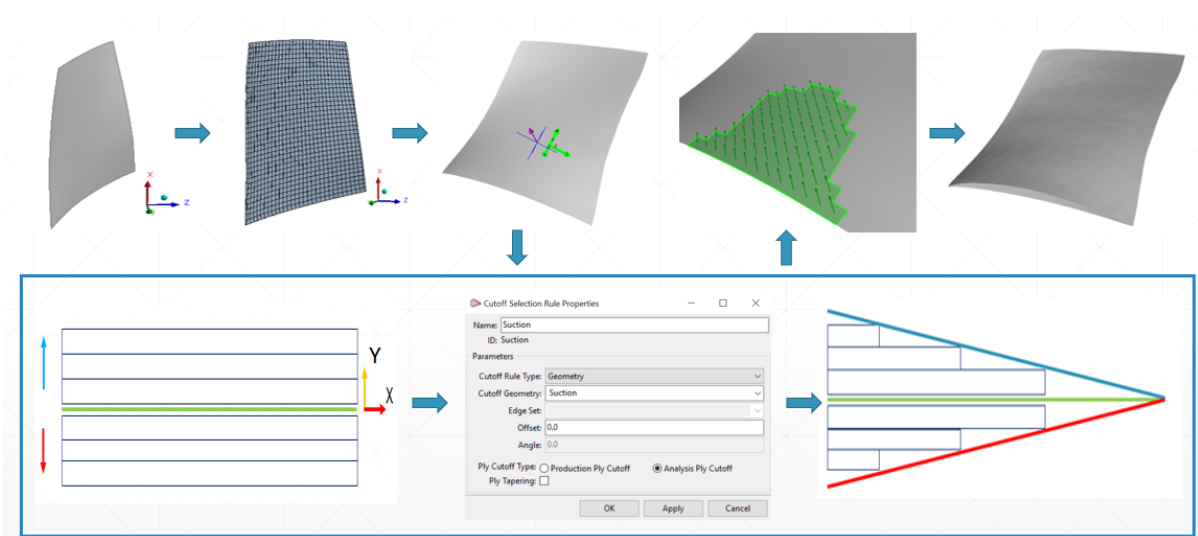 X
Z
X
Z
Y
X
Cutoff Selection Rule Properties
Name: Suction
ID: Suction
Parameters
Cutoff Rule Type: Geometry
Cutoff Geometry: Suction
Edge Set:
Offset: 0.0
Angle: 0.0
Ply Cutoff Type: Production Ply Cutoff Analysis Ply Cutoff
Ply Tapering:
OK Apply Cancel